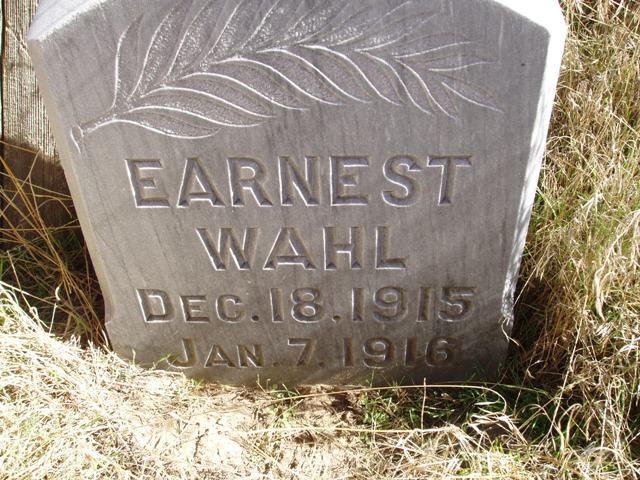 EARNEST
WAHL
DEC. 18. 1915
JAN. 7. 1916